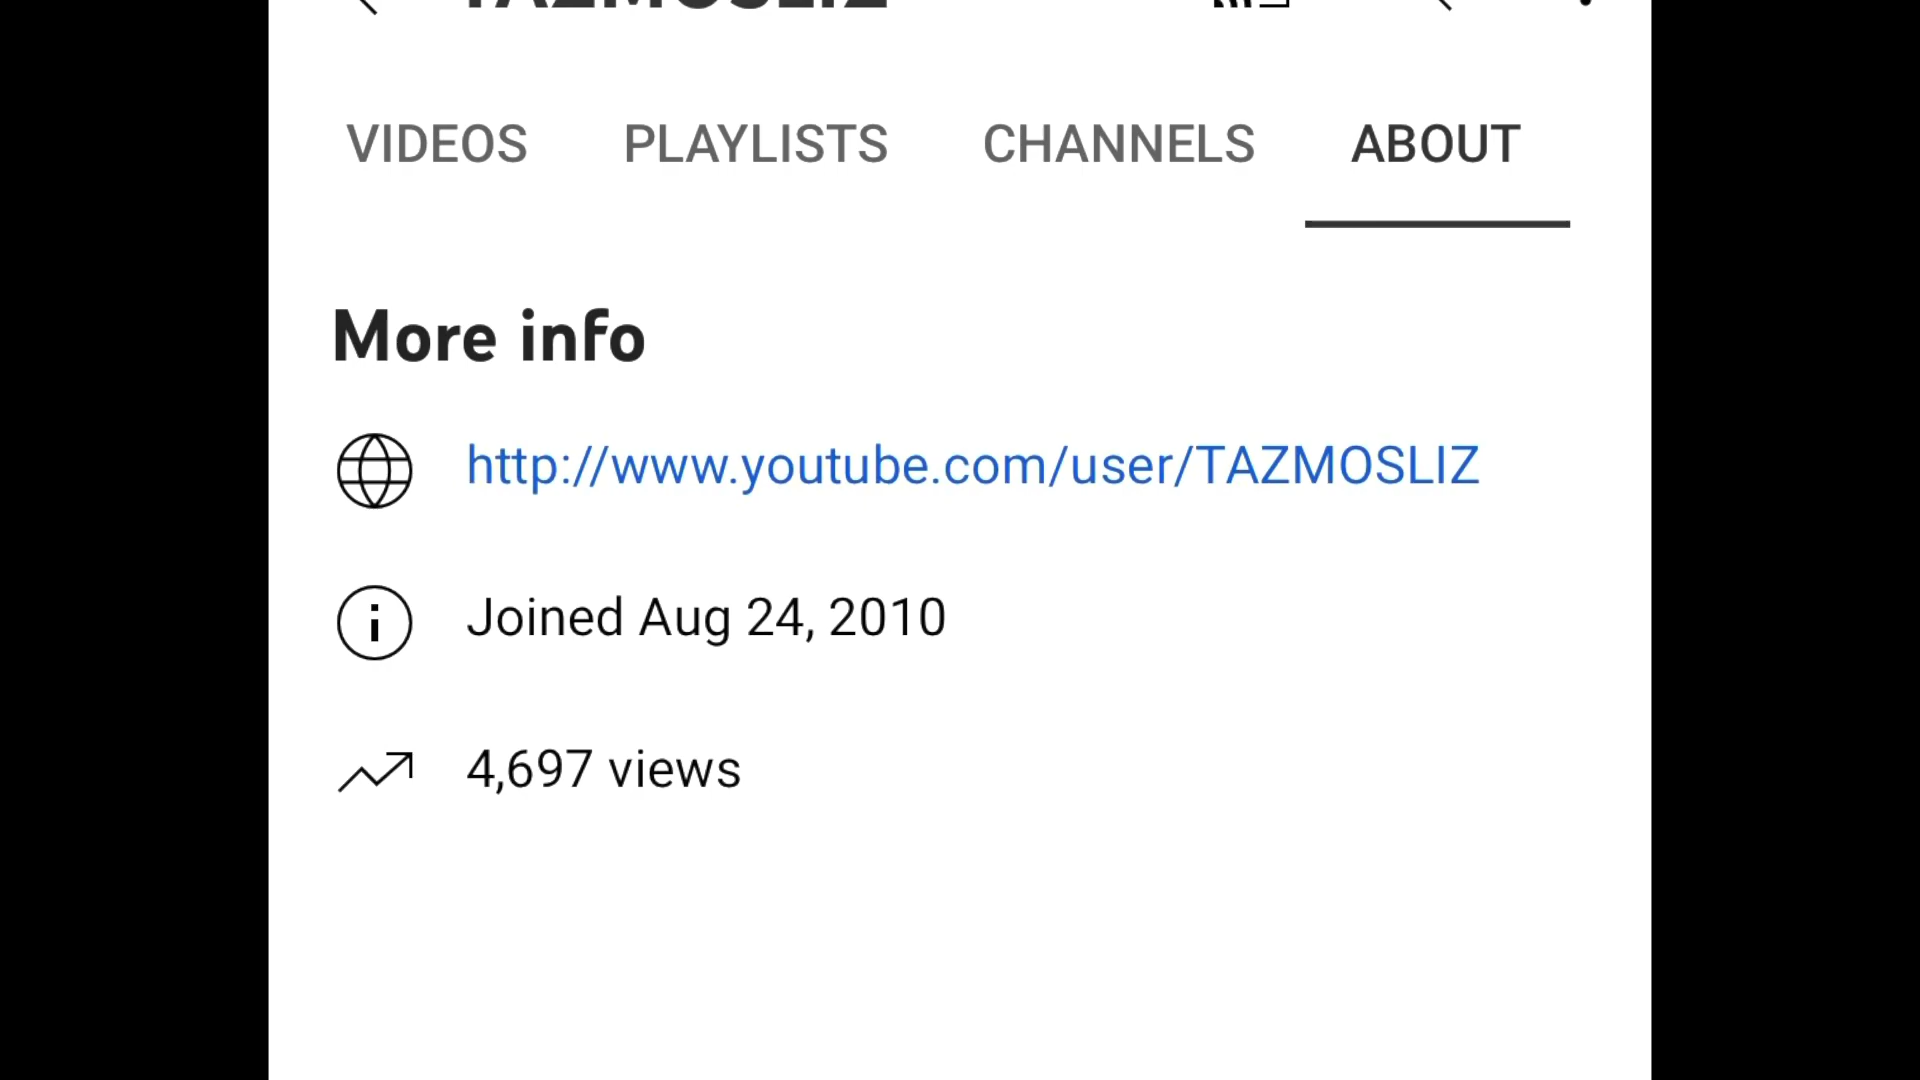 TAZMOSLIZ
VIDEOS PLAYLISTS CHANNELS ABOUT
More info
http://www.youtube.com/user/TAZMOSLIZ
Joined Aug 24, 2010
4,697 views